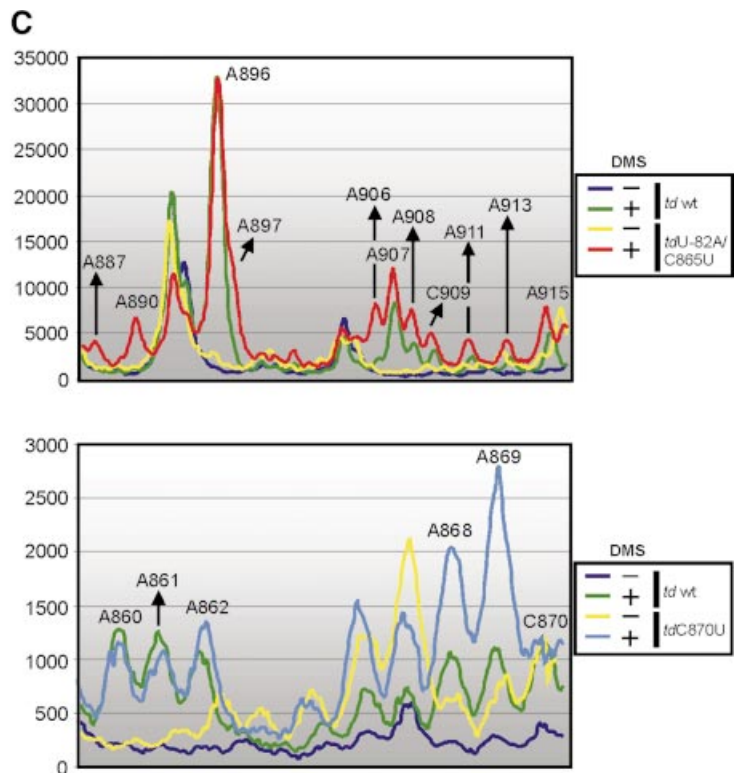 C
35000
30000
25000
20000
15000
10000
5000
0
A887
A890
A896
A897
A906
A907
A908
C909
A911
A913
A915
DMS
− td wt
+
− tdU-82A/
+ C865U
3000
2500
2000
1500
1000
500
0
A860
A861
A862
A868
A869
C870
DMS
− td wt
+
− tdC870U
+